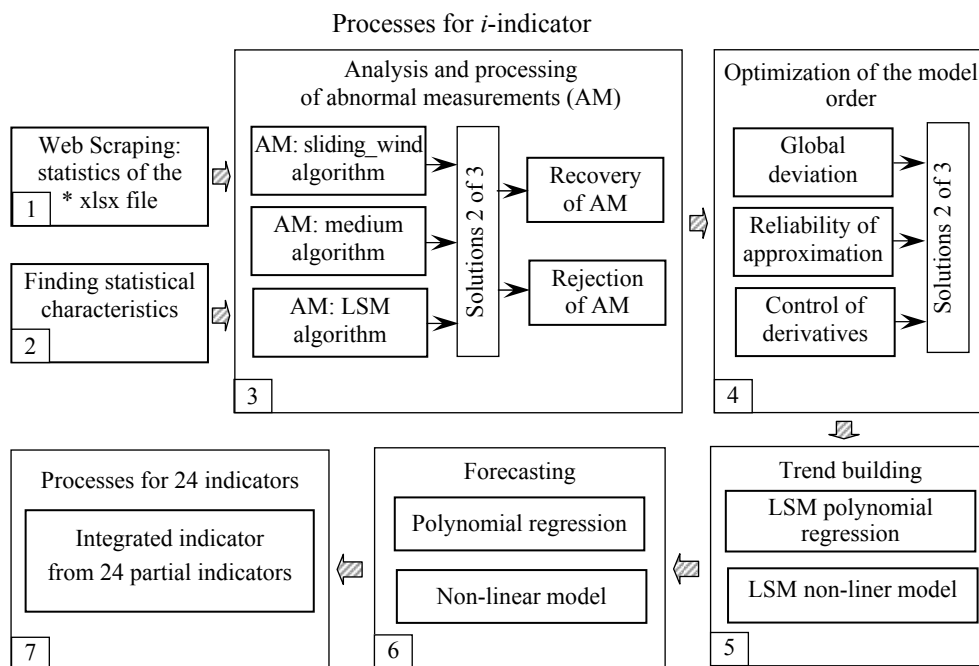 Processes for i-indicator
Web Scraping:
statistics of the
* xlsx file
1
Finding statistical
characteristics
2
Analysis and processing
of abnormal measurements (AM)
AM: sliding_wind
algorithm
AM: medium
algorithm
AM: LSM
algorithm
Solutions 2 of 3
Recovery
of AM
Rejection
of AM
3
Optimization of the model
order
Global
deviation
Reliability of
approximation
Control of
derivatives
Solutions 2 of 3
4
Trend building
LSM polynomial
regression
LSM non-liner model
5
Forecasting
Polynomial regression
Non-linear model
6
Processes for 24 indicators
Integrated indicator
from 24 partial indicators
7